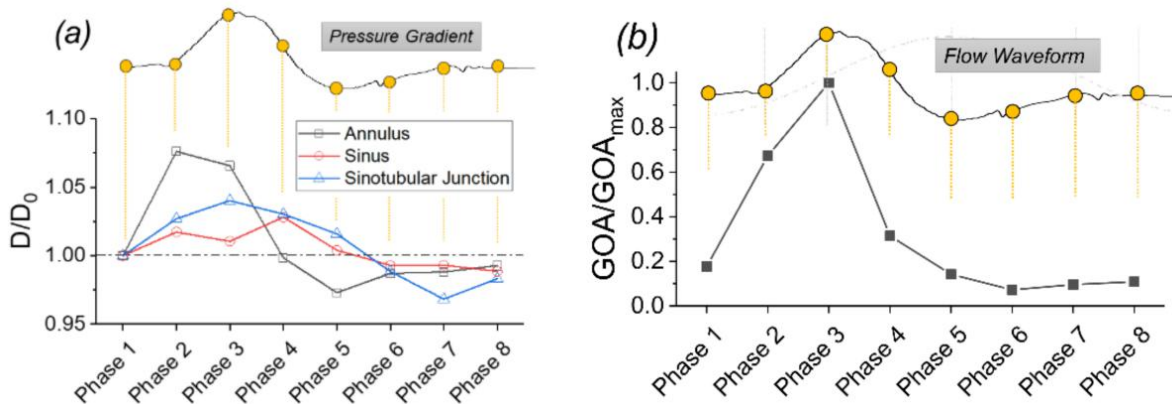 (a)
Pressure Gradient
1.10
1.05
1.00
0.95
D/D0
Annulus
Sinus
Sinotubular Junction
Phase 1
Phase 2
Phase 3
Phase 4
Phase 5
Phase 6
Phase 7
Phase 8
(b)
Flow Waveform
1.0
0.8
0.6
0.4
0.2
0.0
GOA/GOAmax
Phase 1
Phase 2
Phase 3
Phase 4
Phase 5
Phase 6
Phase 7
Phase 8